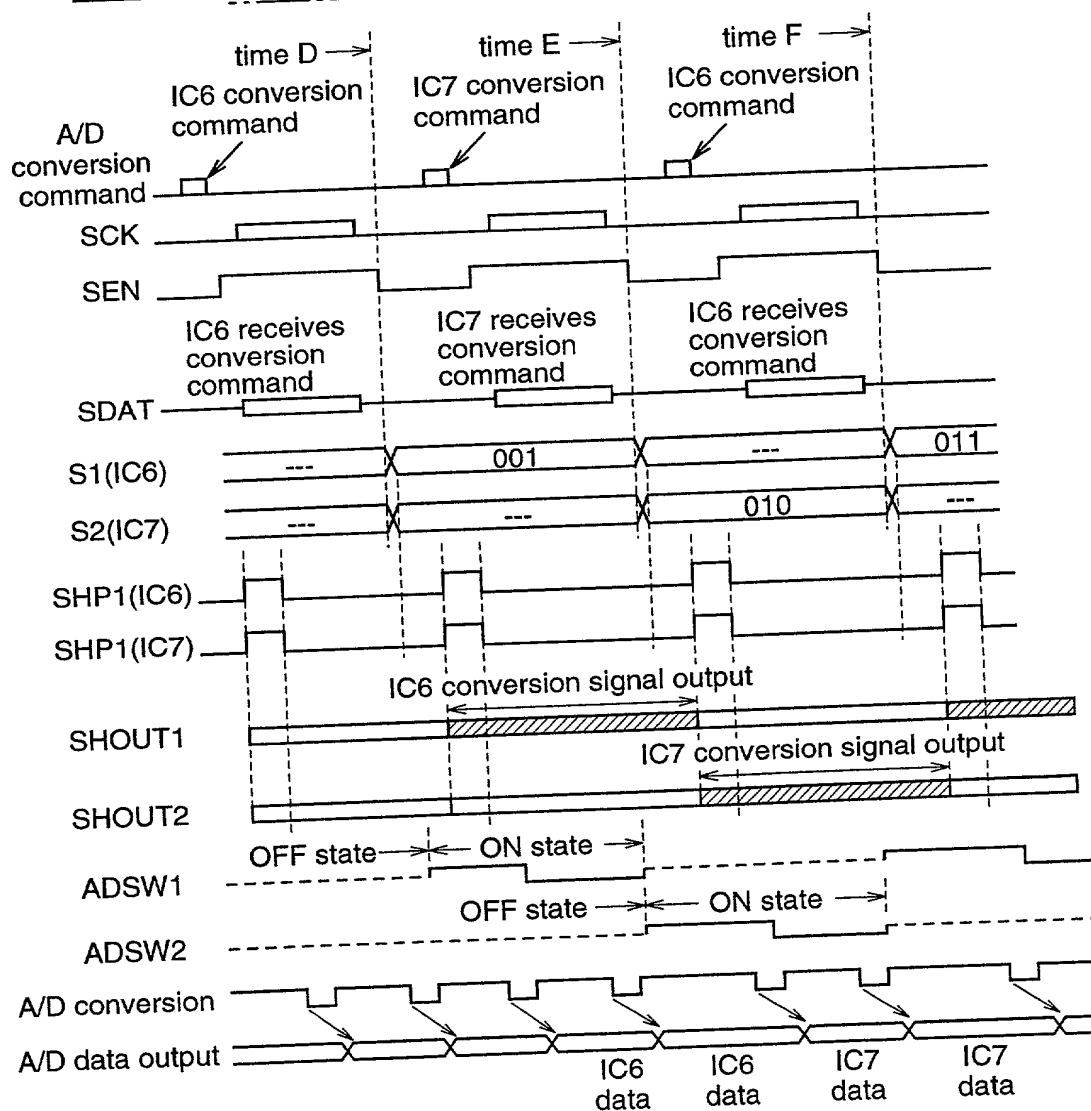 time D
time E
time F
IC6 conversion
command
IC7 conversion
command
IC6 conversion
command
A/D
conversion
command
SCK
SEN
IC6 receives
conversion
command
IC7 receives
conversion
command
IC6 receives
conversion
command
SDAT
S1(IC6) --- 001 --- 011
S2(IC7) --- --- 010 ---
SHP1(IC6)
SHP1(IC7)
IC6 conversion signal output
SHOUT1
IC7 conversion signal output
SHOUT2
OFF state ON state
ADSW1
OFF state ON state
ADSW2
A/D conversion
A/D data output
IC6
data
IC6
data
IC7
data
IC7
data